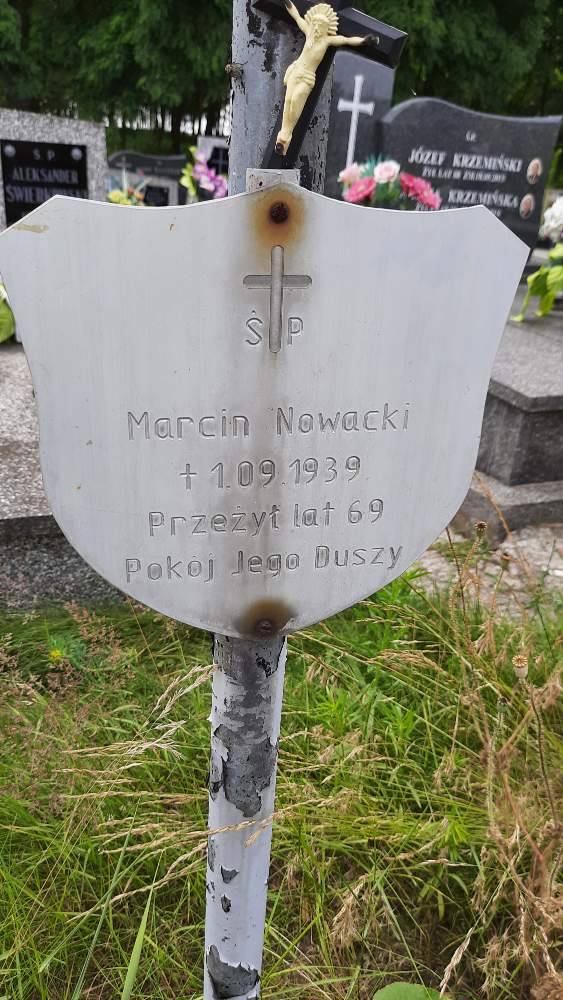 Ś P
Marcin Nowacki
† 1.09.1939
Przeżył lat 69
Pokój Jego Duszy
Ś P
ALEKSANDER
JÓZEF KRZEMIŃSKI
KRZEMIŃSKA